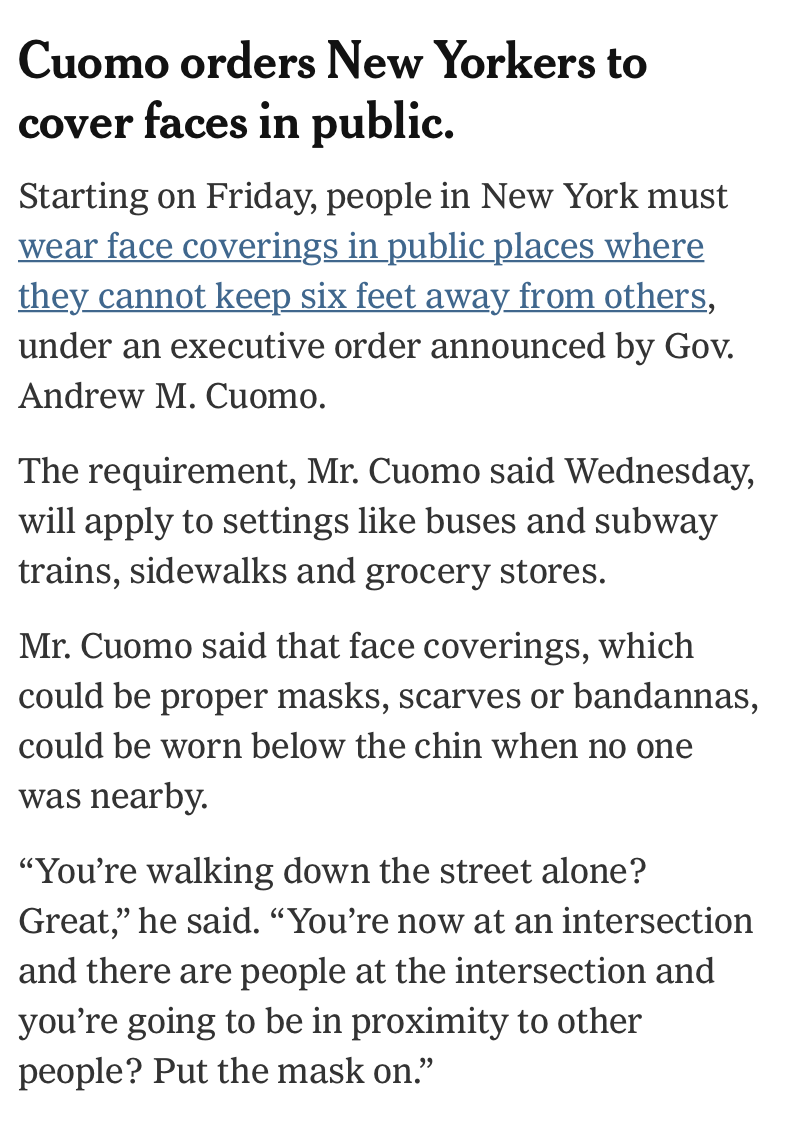 Cuomo orders New Yorkers to
cover faces in public.
Starting on Friday, people in New York must
wear face coverings in public places where
they cannot keep six feet away from others,
under an executive order announced by Gov.
Andrew M. Cuomo.
The requirement, Mr. Cuomo said Wednesday,
will apply to settings like buses and subway
trains, sidewalks and grocery stores.
Mr. Cuomo said that face coverings, which
could be proper masks, scarves or bandannas,
could be worn below the chin when no one
was nearby.
“You’re walking down the street alone?
Great,” he said. “You’re now at an intersection
and there are people at the intersection and
you’re going to be in proximity to other
people? Put the mask on.”